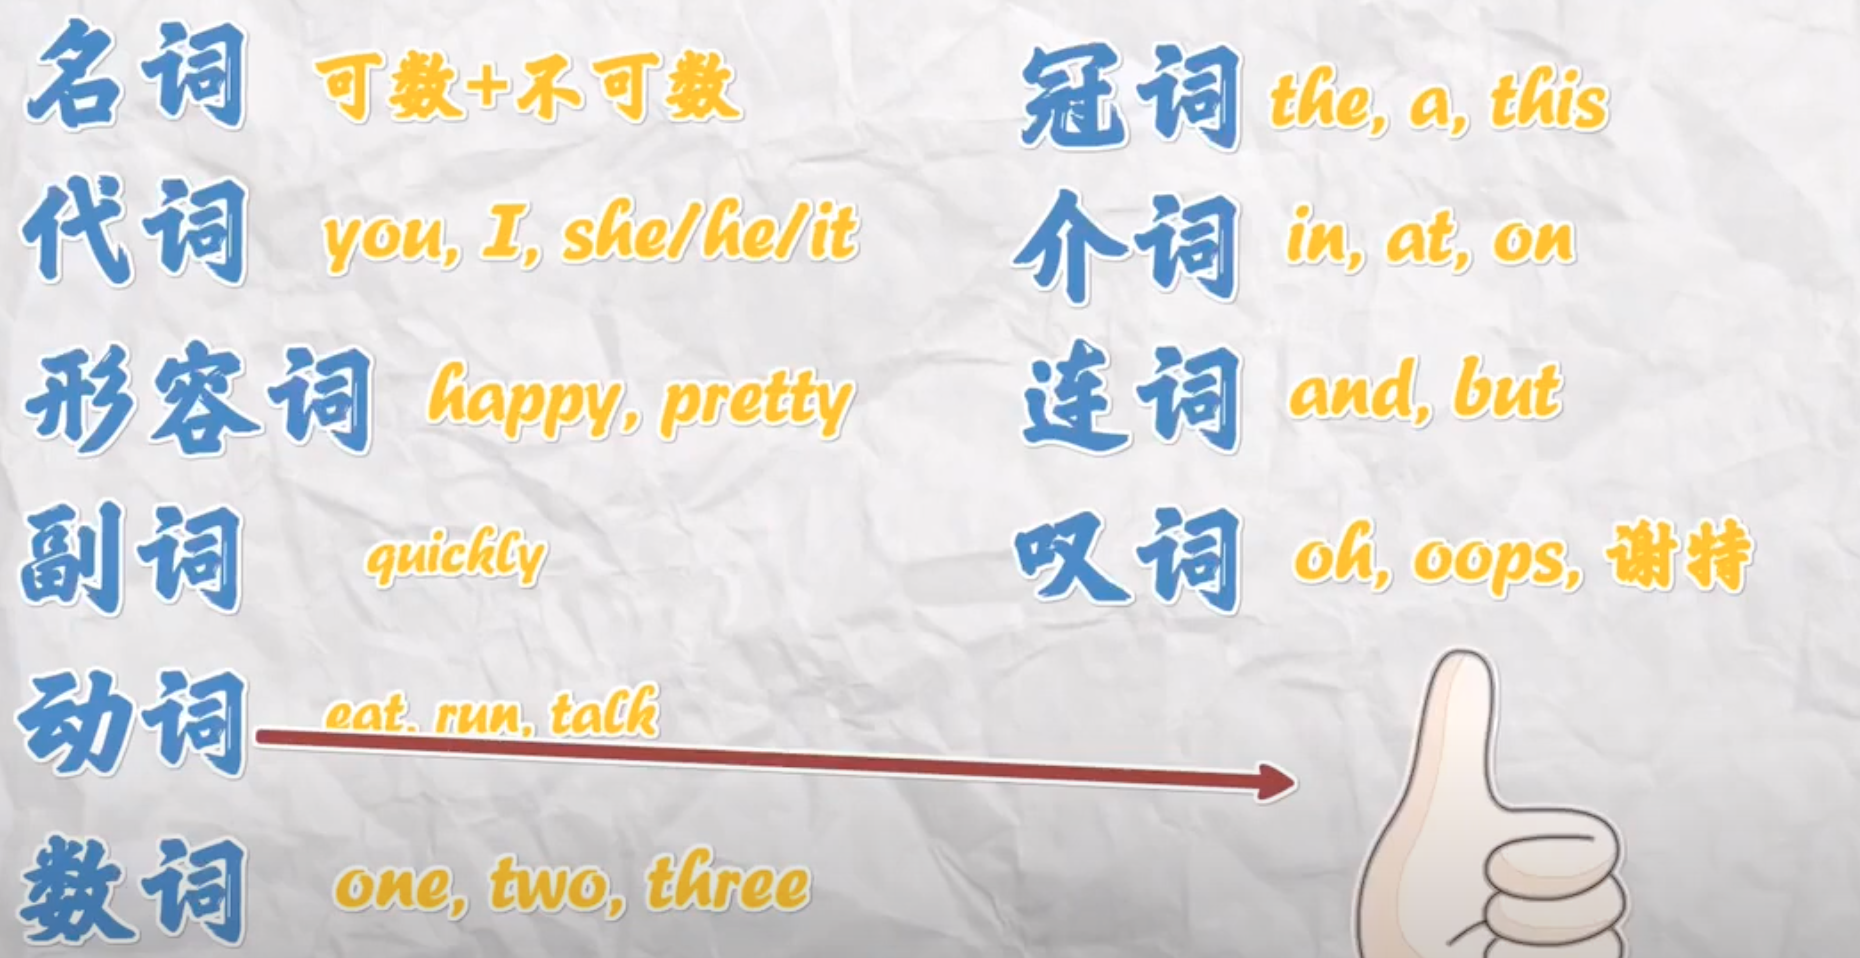 名词 可数+不可数
代词 you, I, she/he/it
形容词 happy, pretty
副词 quickly
动词 eat, run, talk
数词 one, two, three
冠词 the, a, this
介词 in, at, on
连词 and, but
叹词 oh, oops, 谢特